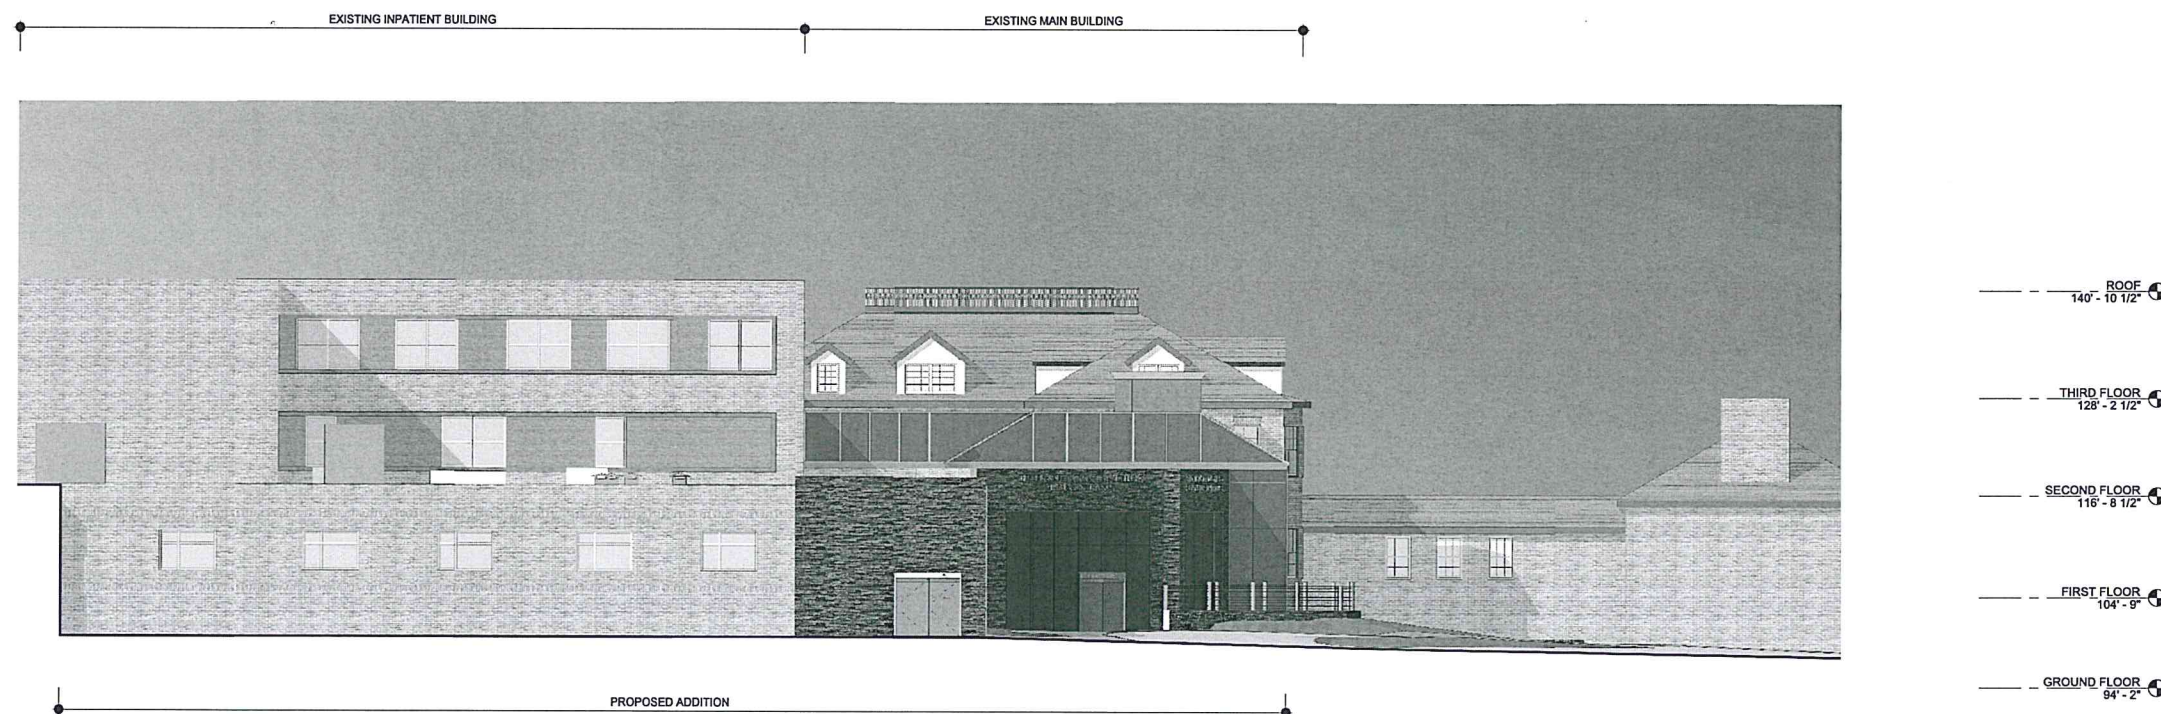 EXISTING INPATIENT BUILDING
EXISTING MAIN BUILDING
ROOF
140' - 10 1/2"
THIRD FLOOR
128' - 2 1/2"
SECOND FLOOR
116' - 8 1/2"
FIRST FLOOR
104' - 9"
GROUND FLOOR
94' - 2"
PROPOSED ADDITION